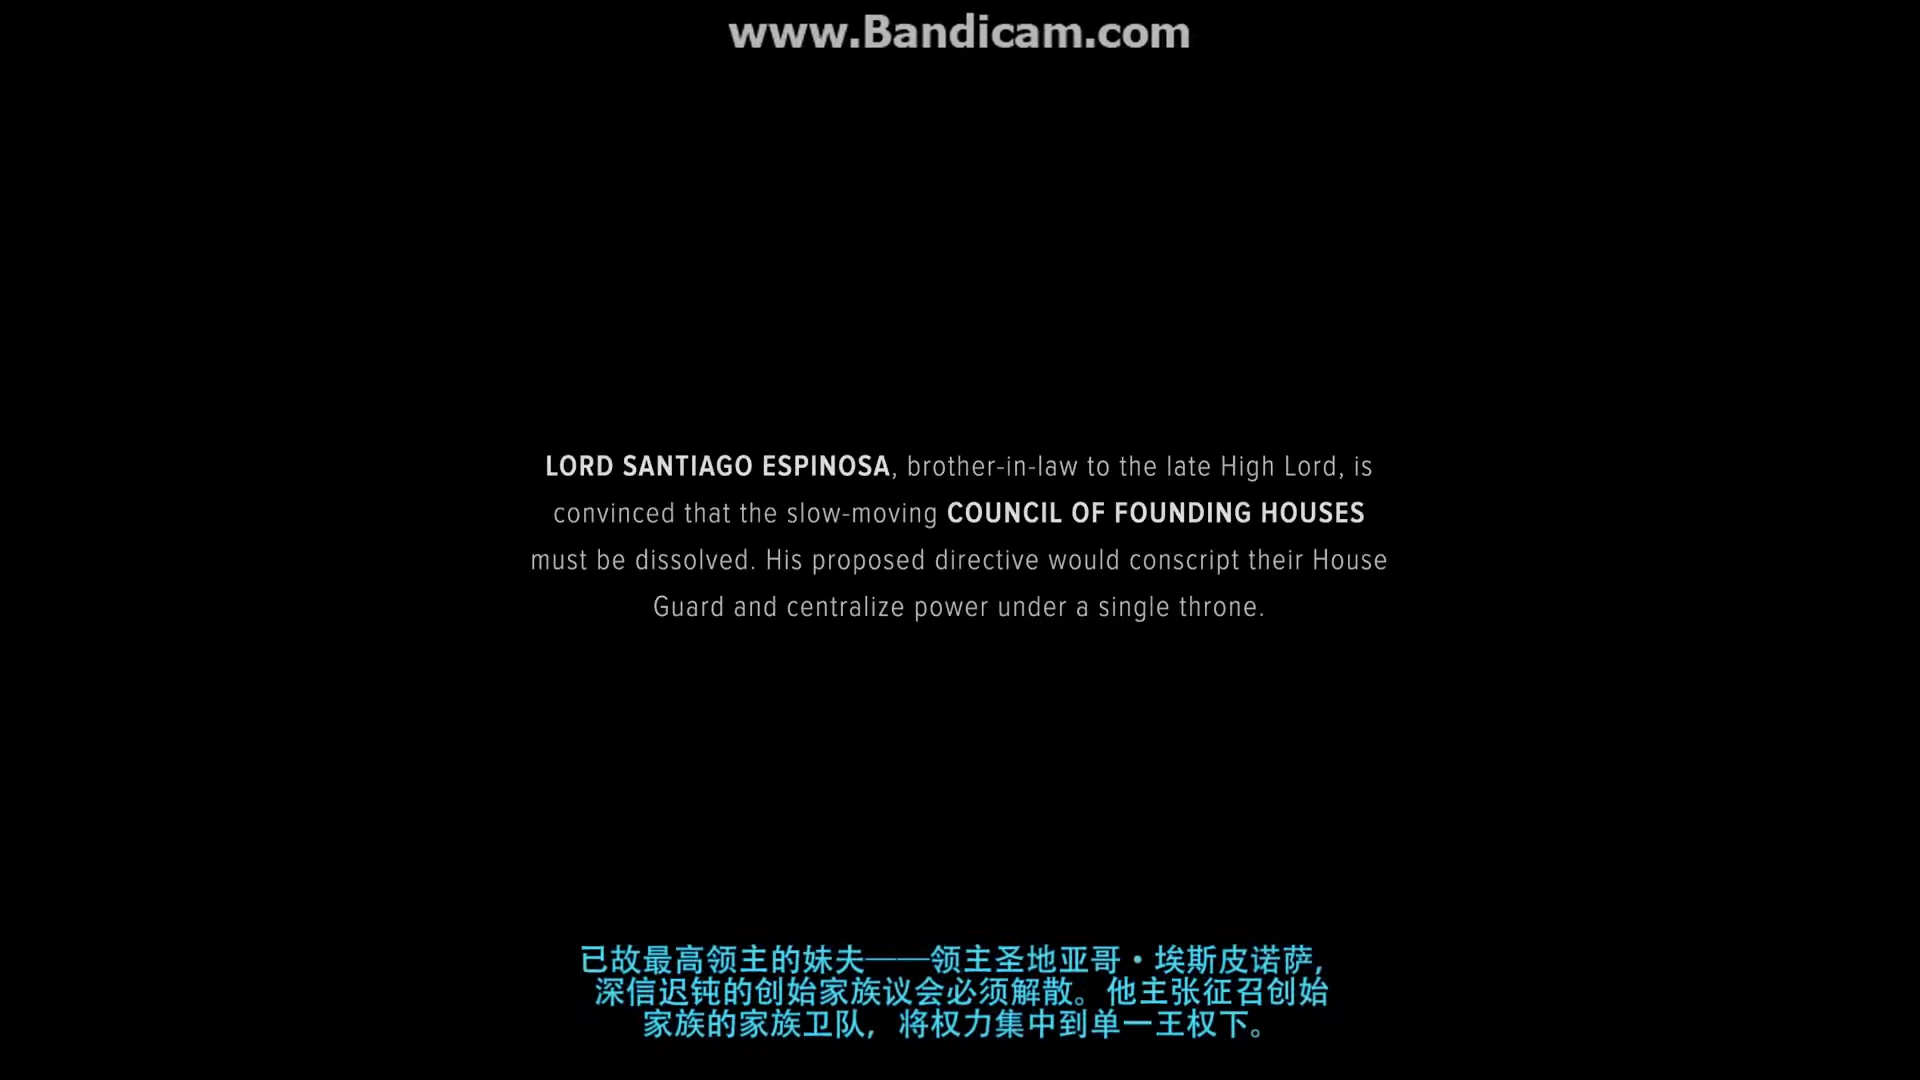 www.Bandicam.com
LORD SANTIAGO ESPINOSA, brother-in-law to the late High Lord, is
convinced that the slow-moving COUNCIL OF FOUNDING HOUSES
must be dissolved. His proposed directive would conscript their House
Guard and centralize power under a single throne.
已故最高领主的妹夫——领主圣地亚哥·埃斯皮诺萨,
深信迟钝的创始家族议会必须解散。他主张征召创始
家族的家族卫队，将权力集中到单一王权下。